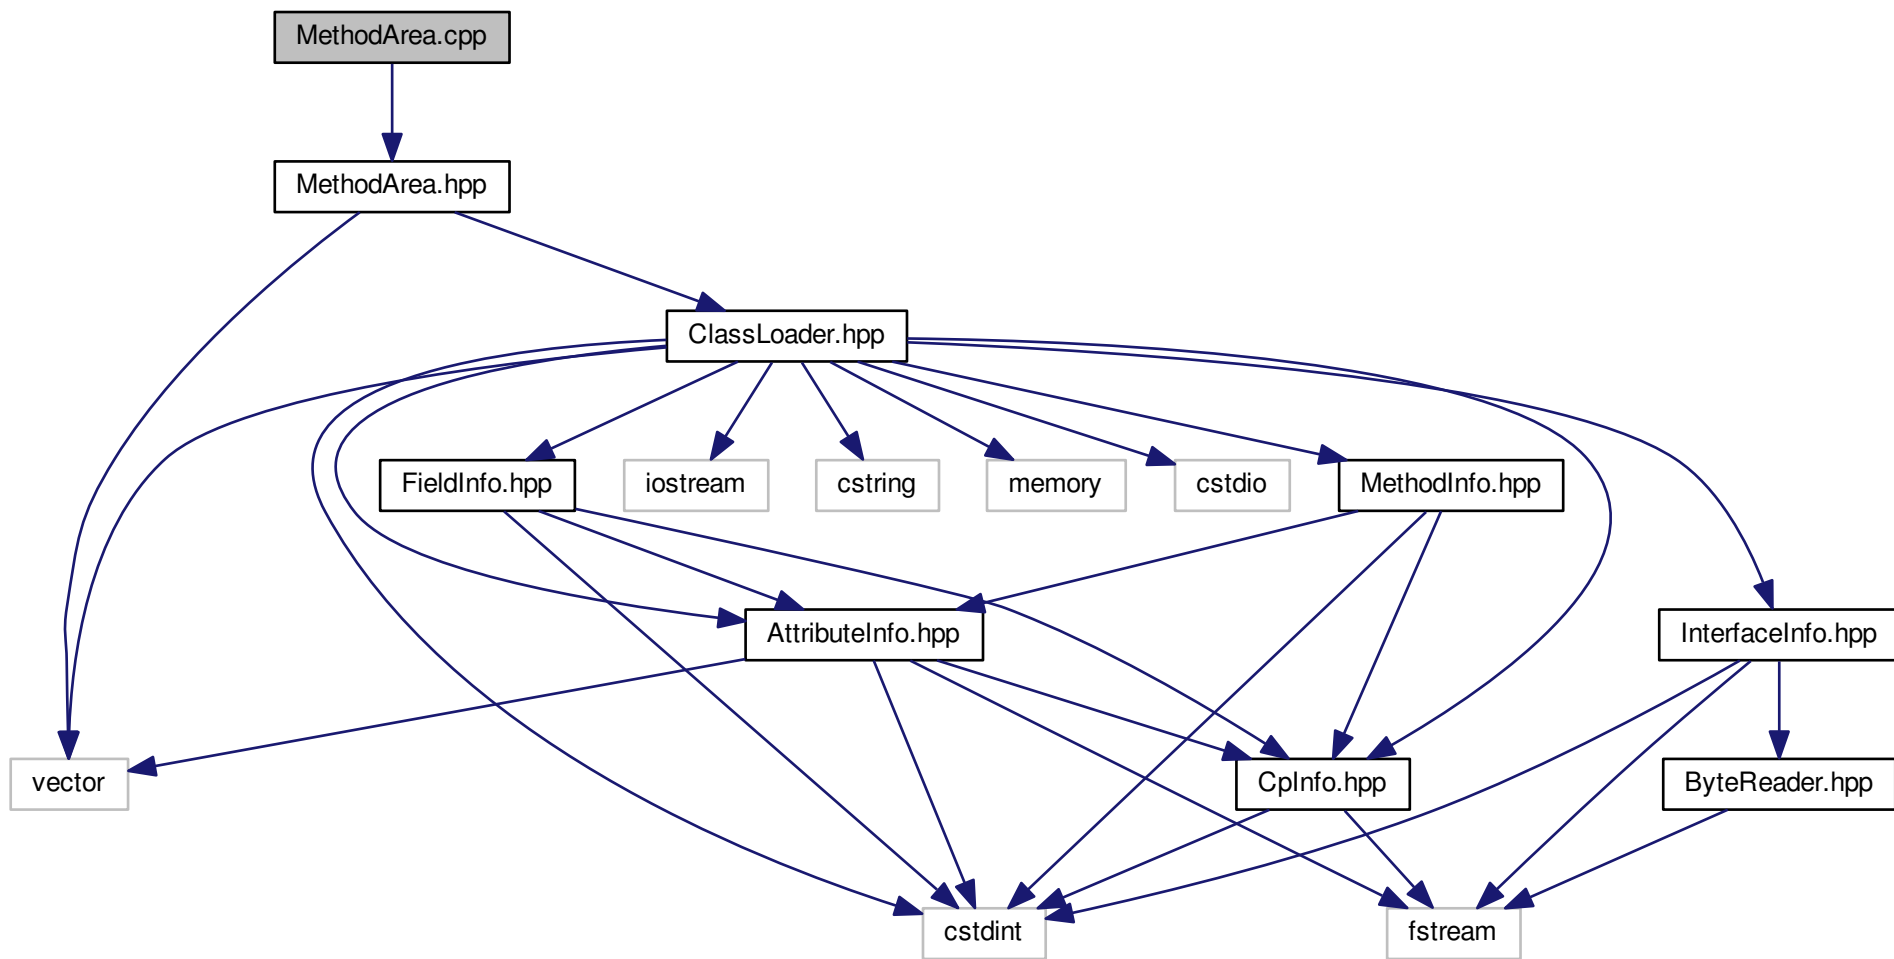 MethodArea.cpp
MethodArea.hpp
ClassLoader.hpp
FieldInfo.hpp
iostream
cstring
memory
cstdio
MethodInfo.hpp
AttributeInfo.hpp
InterfaceInfo.hpp
vector
CpInfo.hpp
ByteReader.hpp
cstdint
fstream